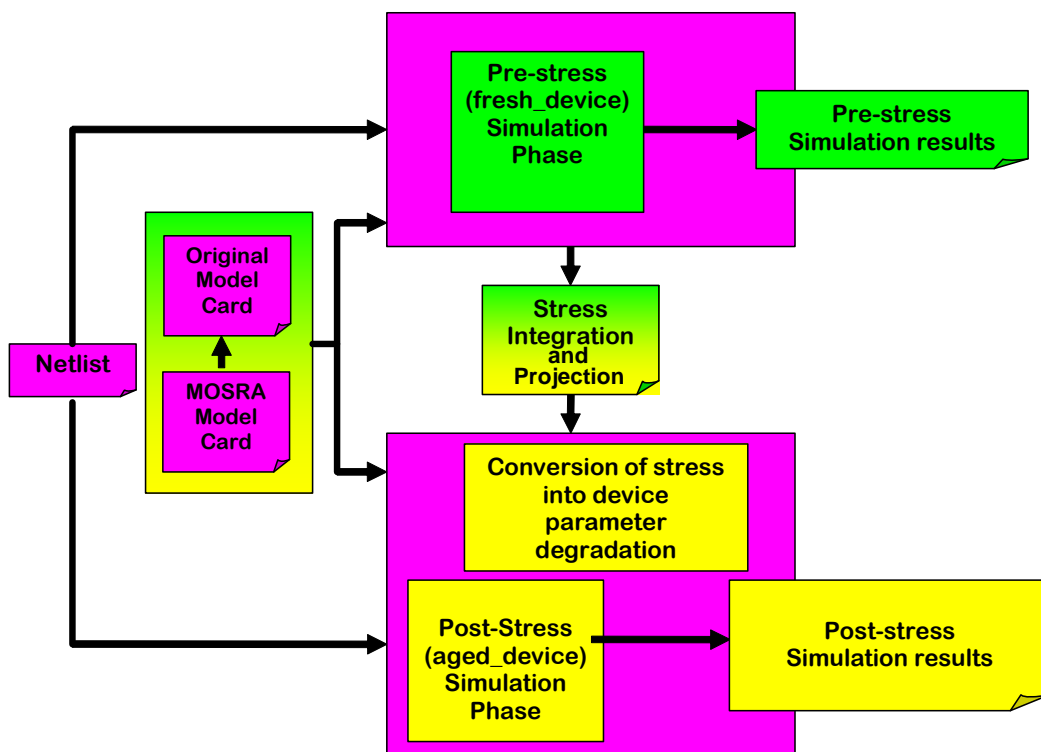 Pre-stress
(fresh_device)
Simulation
Phase
Pre-stress
Simulation results
Original
Model
Card
Stress
Integration
and
Projection
Netlist
MOSRA
Model
Card
Conversion of stress
into device
parameter
degradation
Post-Stress
(aged_device)
Simulation
Phase
Post-stress
Simulation results